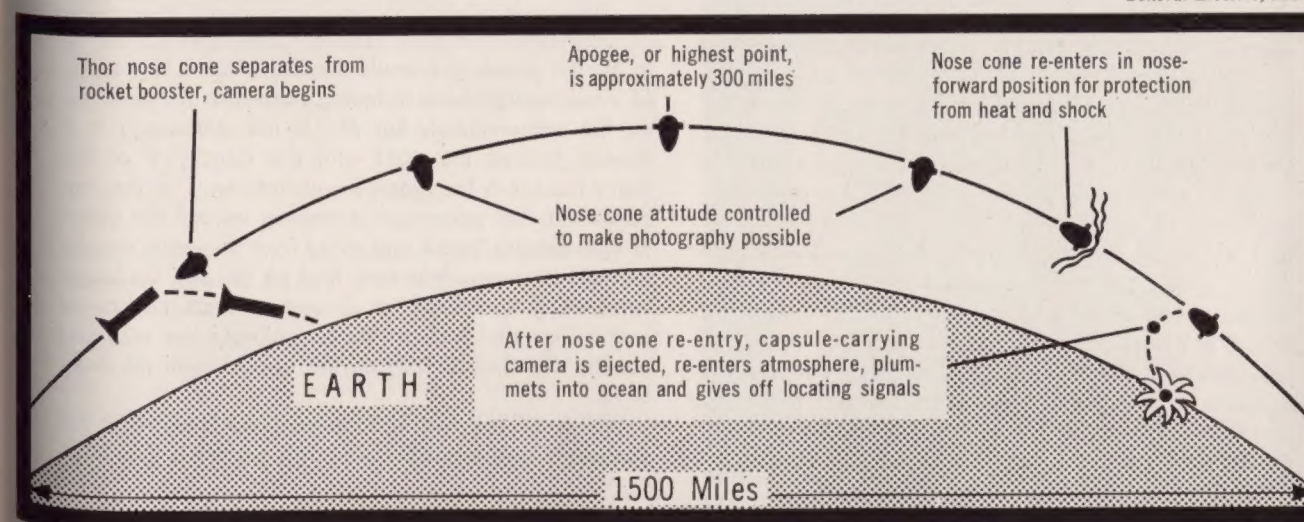 Thor nose cone separates from
rocket booster, camera begins
Apogee, or highest point,
is approximately 300 miles
Nose cone re-enters in nose-
forward position for protection
from heat and shock
Nose cone attitude controlled
to make photography possible
After nose cone re-entry, capsule-carrying
camera is ejected, re-enters atmosphere, plum-
mets into ocean and gives off locating signals
EARTH
1500 Miles